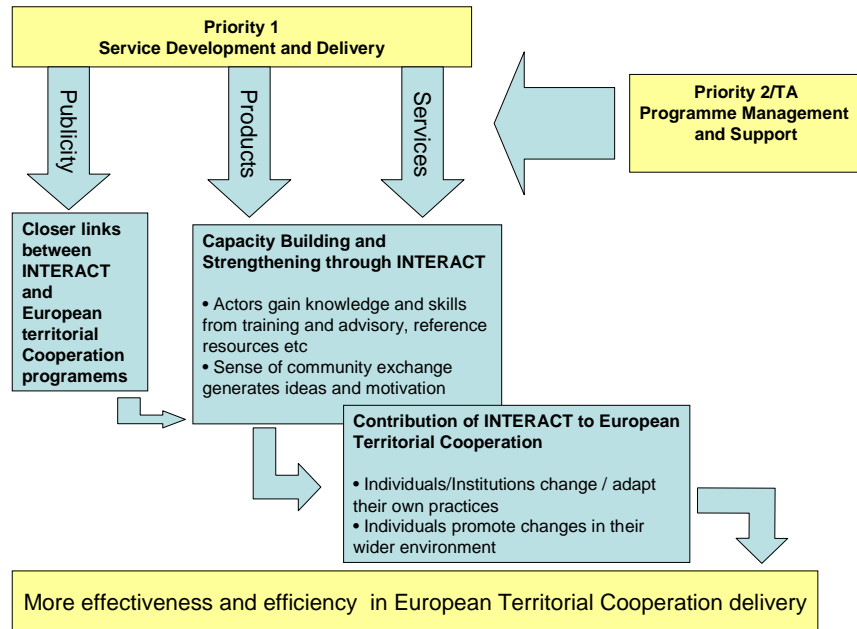 Priority 1
Service Development and Delivery
Publicity
Products
Services
Priority 2/TA
Programme Management
and Support
Closer links
between
INTERACT
and
European
territorial
Cooperation
programems
Capacity Building and
Strengthening through INTERACT
• Actors gain knowledge and skills
from training and advisory, reference
resources etc
• Sense of community exchange
generates ideas and motivation
Contribution of INTERACT to European
Territorial Cooperation
• Individuals/Institutions change / adapt
their own practices
• Individuals promote changes in their
wider environment
More effectiveness and efficiency in European Territorial Cooperation delivery